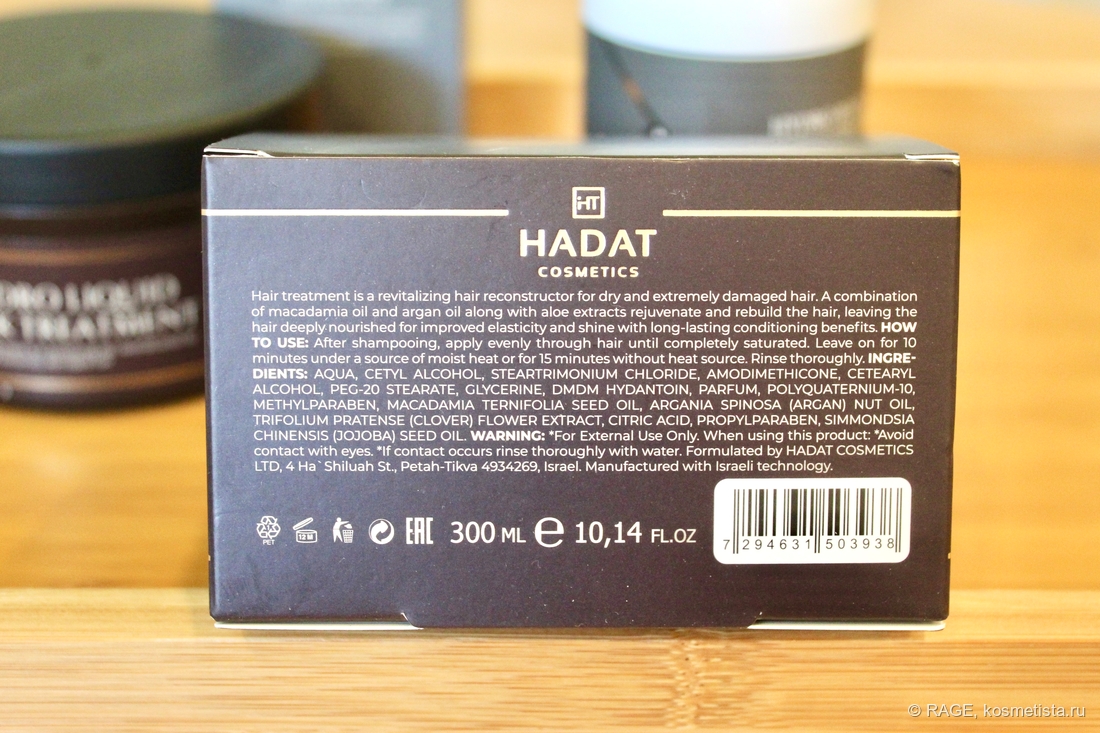 HT
HADAT
COSMETICS
Hair treatment is a revitalizing hair reconstructor for dry and extremely damaged hair. A combination
of macadamia oil and argan oil along with aloe extracts rejuvenate and rebuild the hair, leaving the
hair deeply nourished for improved elasticity and shine with long-lasting conditioning benefits. HOW
TO USE: After shampooing, apply evenly through hair until completely saturated. Leave on for 10
minutes under a source of moist heat or for 15 minutes without heat source. Rinse thoroughly. INGRE-
DIENTS: AQUA, CETYL ALCOHOL, STEARTRIMONIUM CHLORIDE, AMODIMETHICONE, CETEARYL
ALCOHOL, PEG-20 STEARATE, GLYCERINE, DMDM HYDANTOIN, PARFUM, POLYQUATERNIUM-10,
METHYLPARABEN, MACADAMIA TERNIFOLIA SEED OIL, ARGANIA SPINOSA (ARGAN) NUT OIL,
TRIFOLIUM PRATENSE (CLOVER) FLOWER EXTRACT, CITRIC ACID, PROPYLPARABEN, SIMMONDSIA
CHINENSIS (JOJOBA) SEED OIL. WARNING: *For External Use Only. When using this product: *Avoid
contact with eyes. *If contact occurs rinse thoroughly with water. Formulated by HADAT COSMETICS
LTD, 4 Ha`Shiluah St., Petah-Tikva 4934269, Israel. Manufactured with Israeli technology.
PET 12 M EAC 300 ML e 10,14 FL.OZ
7 294631 503938
LIQUID
TREATMENT
© RAGE, kosmetista.ru